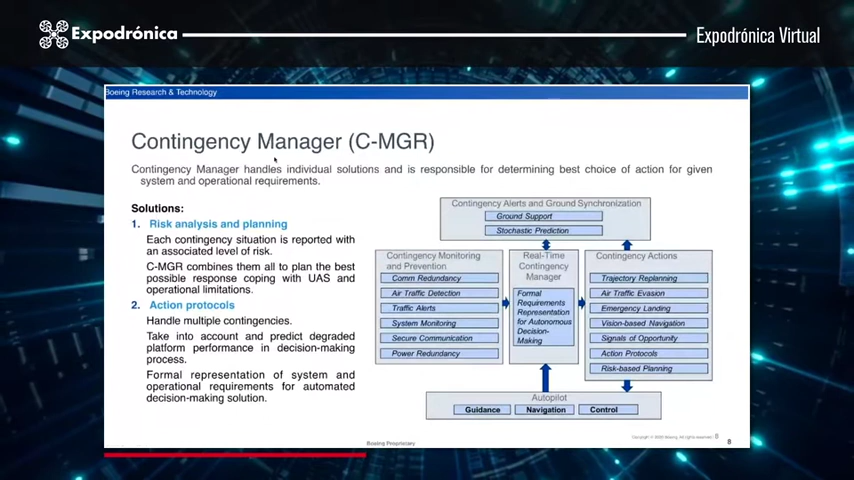 Expodrónica
Expodrónica Virtual
Boeing Research & Technology
Contingency Manager (C-MGR)
Contingency Manager handles individual solutions and is responsible for determining best choice of action for given
system and operational requirements.
Solutions:
1. Risk analysis and planning
Each contingency situation is reported with
an associated level of risk.
C-MGR combines them all to plan the best
possible response coping with UAS and
operational limitations.
2. Action protocols
Handle multiple contingencies.
Take into account and predict degraded
platform performance in decision-making
process.
Formal representation of system and
operational requirements for automated
decision-making solution.
Contingency Alerts and Ground Synchronization
Ground Support
Stochastic Prediction
Contingency Monitoring
and Prevention
Comm Redundancy
Air Traffic Detection
Traffic Alerts
System Monitoring
Secure Communication
Power Redundancy
Real-Time
Contingency
Manager
Formal
Requirements
Representation
for Autonomous
Decision-
Making
Contingency Actions
Trajectory Replanning
Air Traffic Evasion
Emergency Landing
Vision-based Navigation
Signals of Opportunity
Action Protocols
Risk-based Planning
Autopilot
Guidance
Navigation
Control
Boeing Proprietary
Copyright © 2020 Boeing. All rights reserved. 8
8